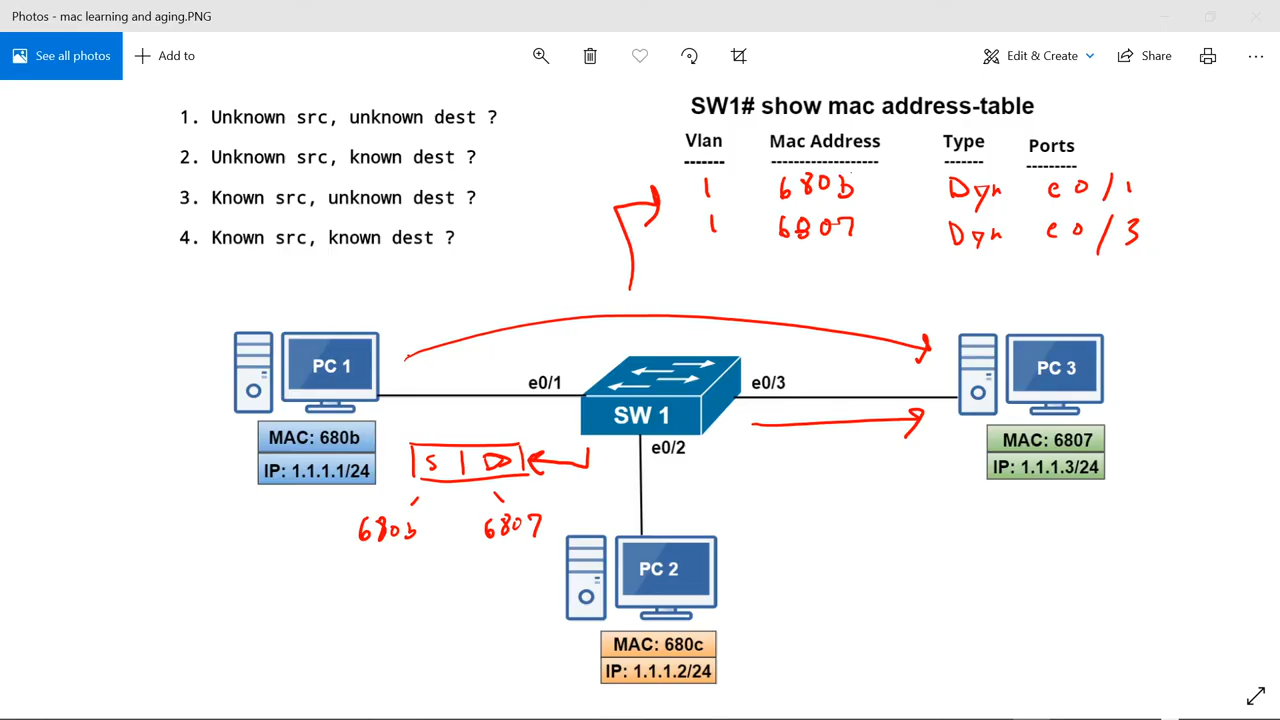 Photos - mac learning and aging.PNG
See all photos
Add to
Edit & Create
Share
1. Unknown src, unknown dest ?
2. Unknown src, known dest ?
3. Known src, unknown dest ?
4. Known src, known dest ?
SW1# show mac address-table
Vlan Mac Address Type Ports
------- ------------------- ------- ---------
1 680b Dyn e0/1
1 6807 Dyn e0/3
PC 1
e0/1
e0/3
PC 3
SW 1
MAC: 680b
IP: 1.1.1.1/24
e0/2
MAC: 6807
IP: 1.1.1.3/24
S | D
680b 6807
PC 2
MAC: 680c
IP: 1.1.1.2/24